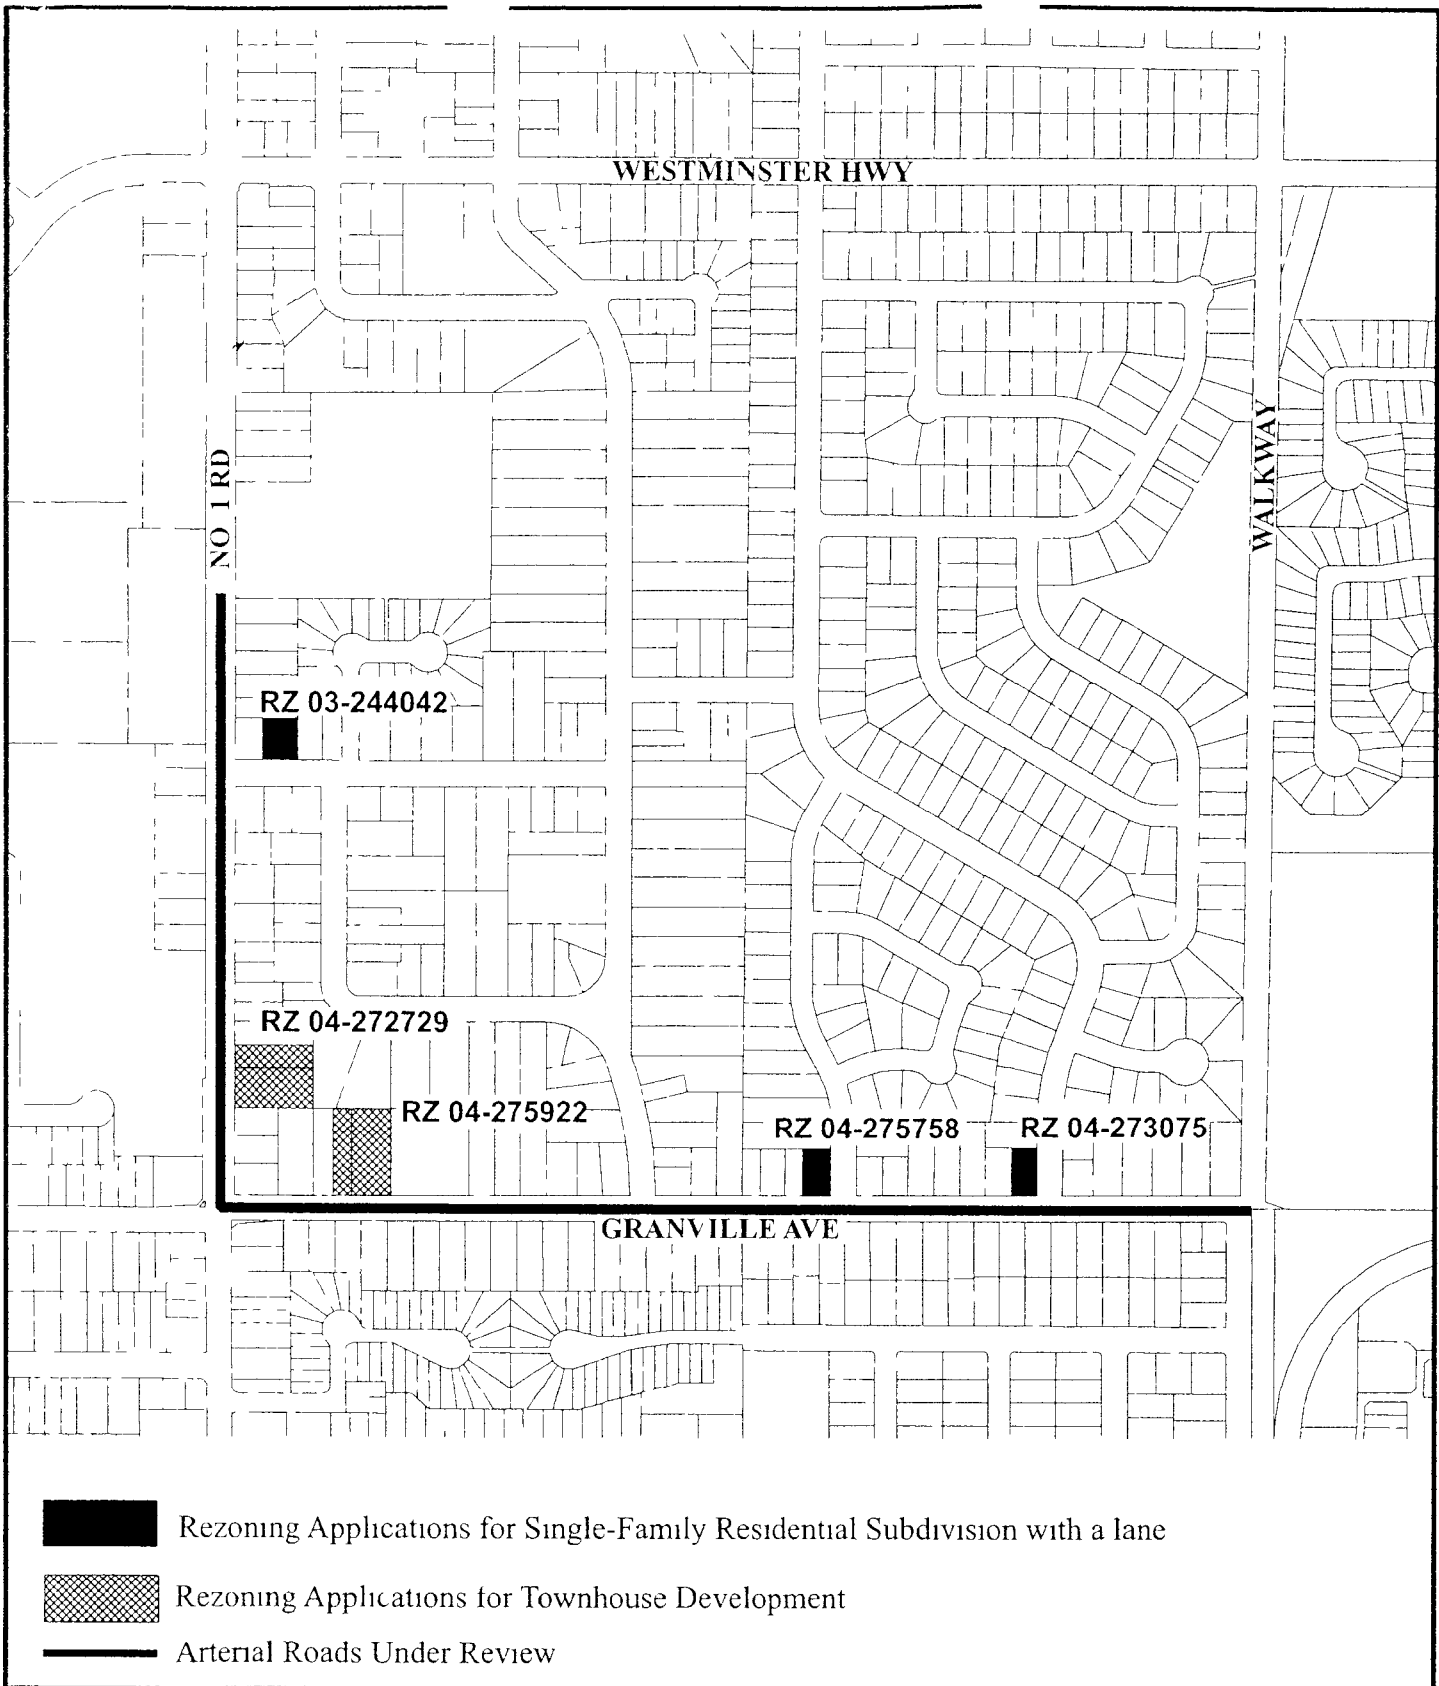 WESTMINSTER HWY
NO 1 RD
WALKWAY
RZ 03-244042
RZ 04-272729
RZ 04-275922
RZ 04-275758
RZ 04-273075
GRANVILLE AVE
Rezoning Applications for Single-Family Residential Subdivision with a lane
Rezoning Applications for Townhouse Development
Arterial Roads Under Review